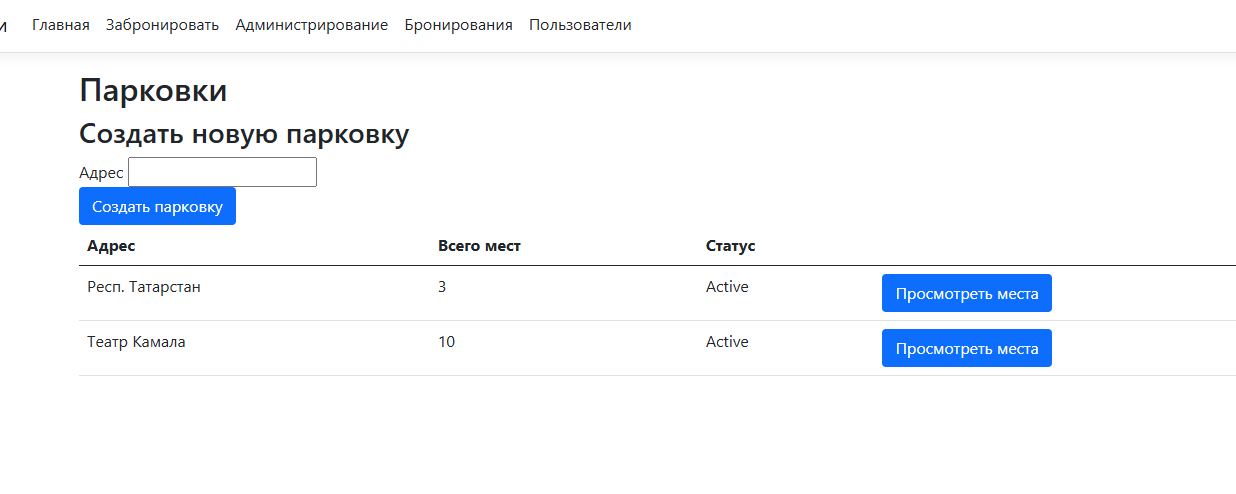 и Главная Забронировать Администрирование Бронирования Пользователи
Парковки
Создать новую парковку
Адрес
Создать парковку
Адрес Всего мест Статус
Респ. Татарстан 3 Active Просмотреть места
Театр Камала 10 Active Просмотреть места